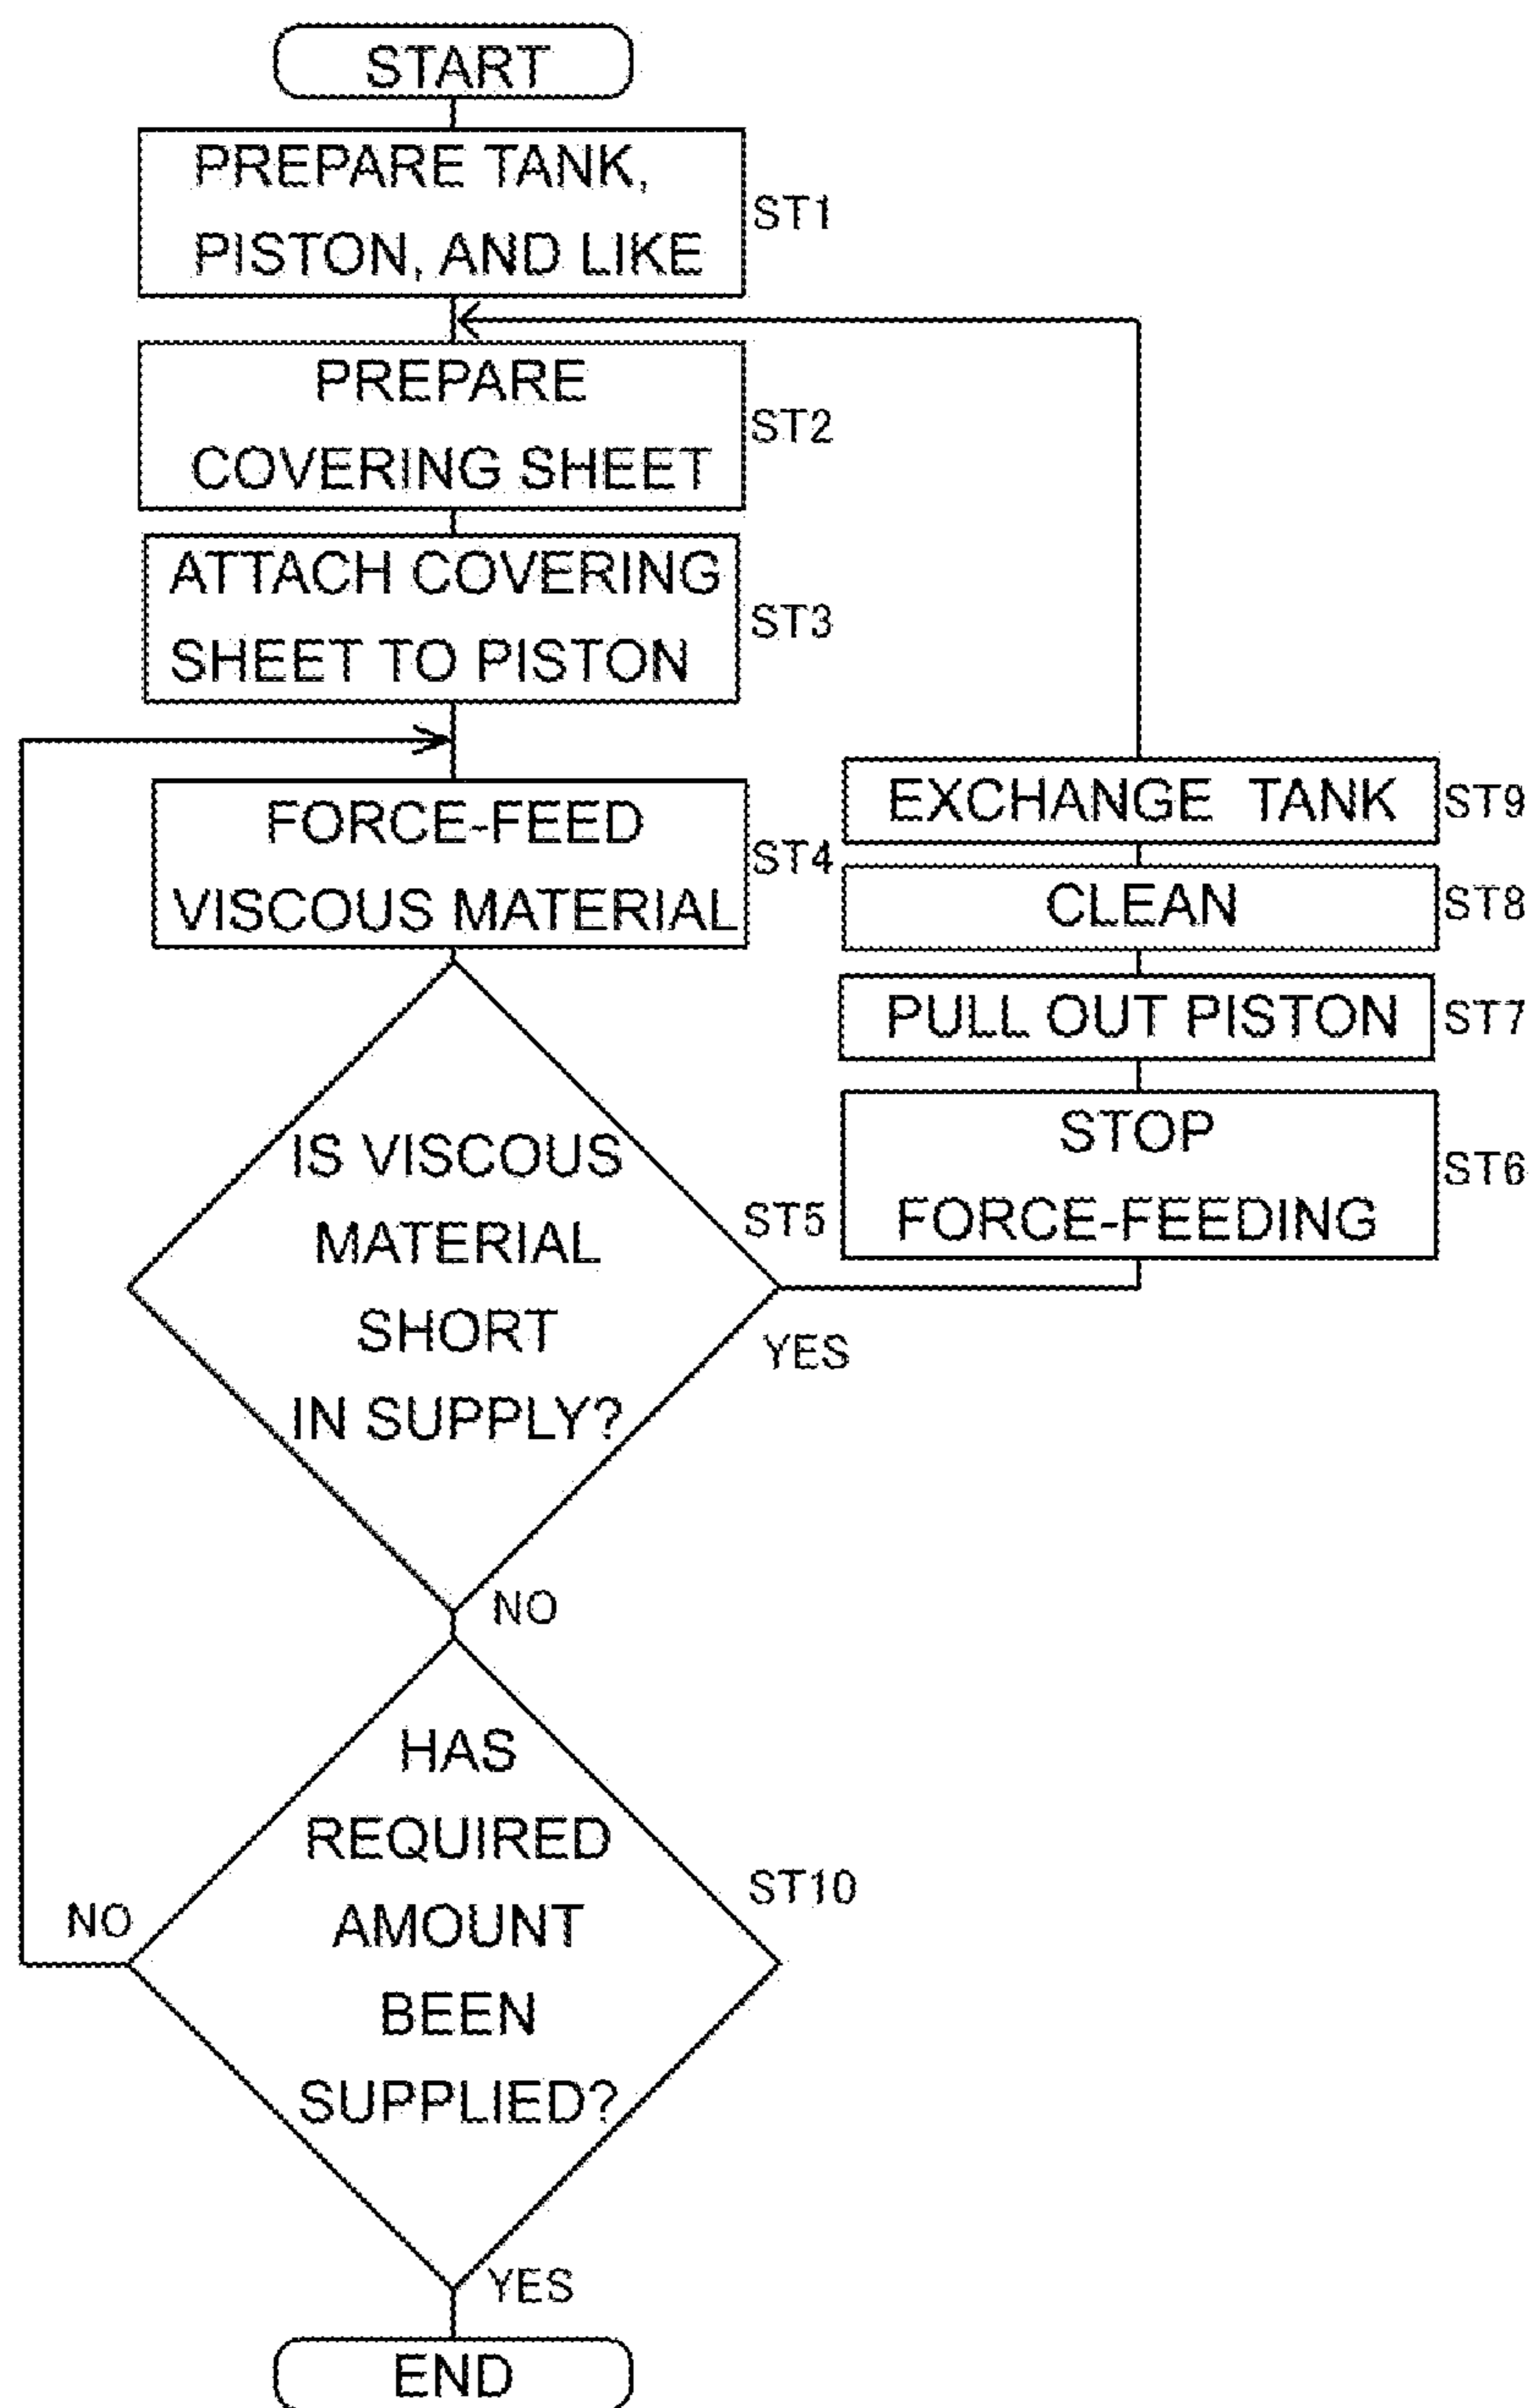 START
PREPARE TANK,
PISTON, AND LIKE
ST1
PREPARE
COVERING SHEET
ST2
ATTACH COVERING
SHEET TO PISTON
ST3
FORCE-FEED
VISCOUS MATERIAL
ST4
IS VISCOUS
MATERIAL
SHORT
IN SUPPLY?
ST5
YES
NO
STOP
FORCE-FEEDING
ST6
PULL OUT PISTON
ST7
CLEAN
ST8
EXCHANGE TANK
ST9
HAS
REQUIRED
AMOUNT
BEEN
SUPPLIED?
ST10
NO
YES
END